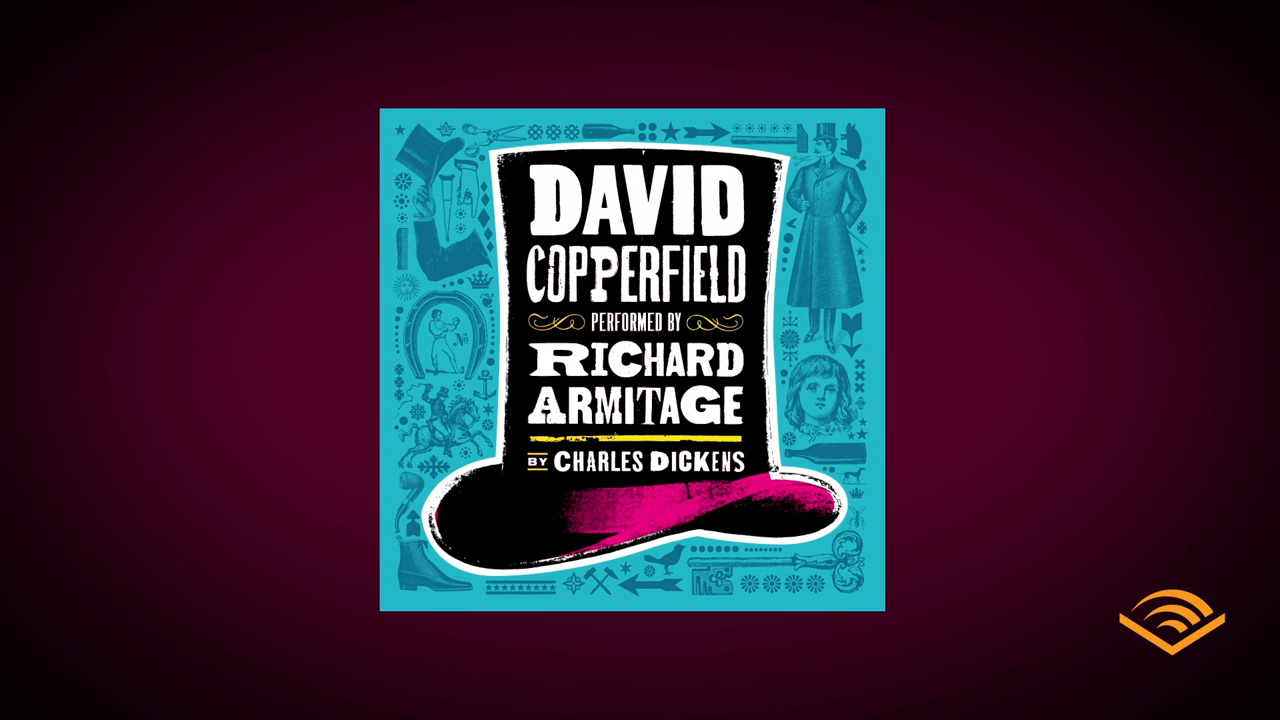 DAVID
COPPERFIELD
PERFORMED BY
RICHARD
ARMITAGE
BY CHARLES DICKENS